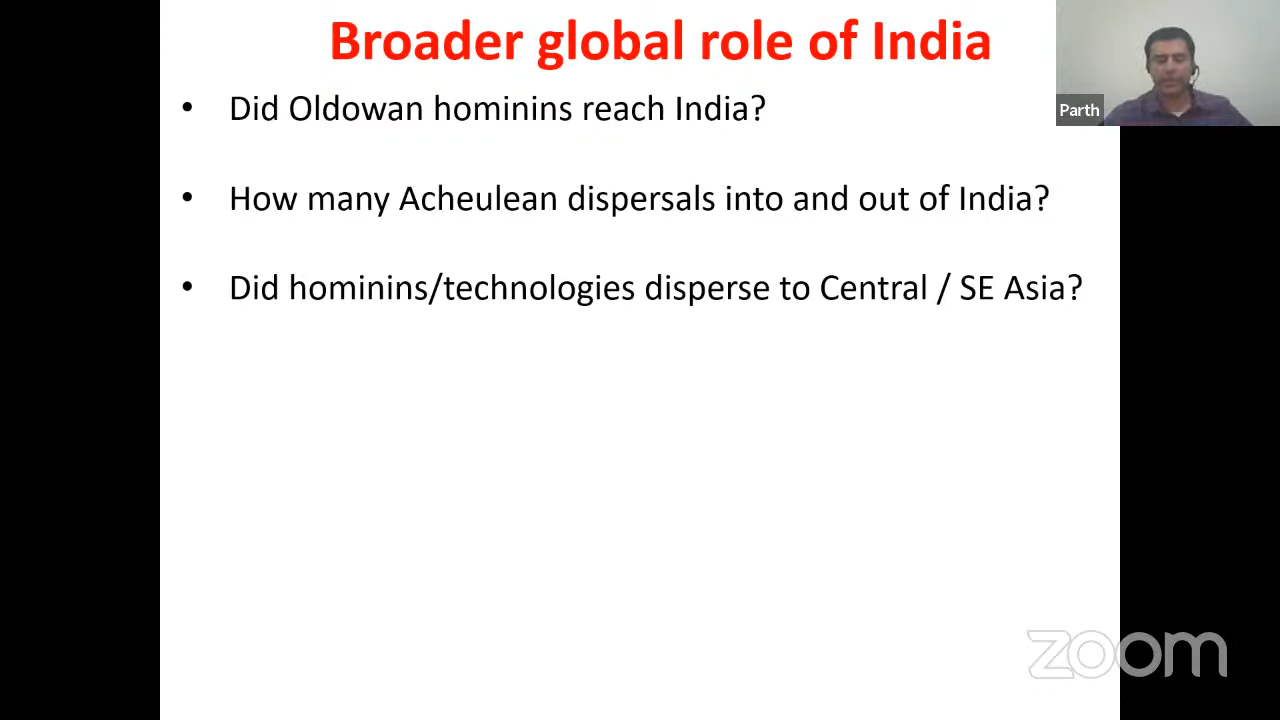 Broader global role of India
• Did Oldowan hominins reach India?
• How many Acheulean dispersals into and out of India?
• Did hominins/technologies disperse to Central / SE Asia?
Parth
zoom